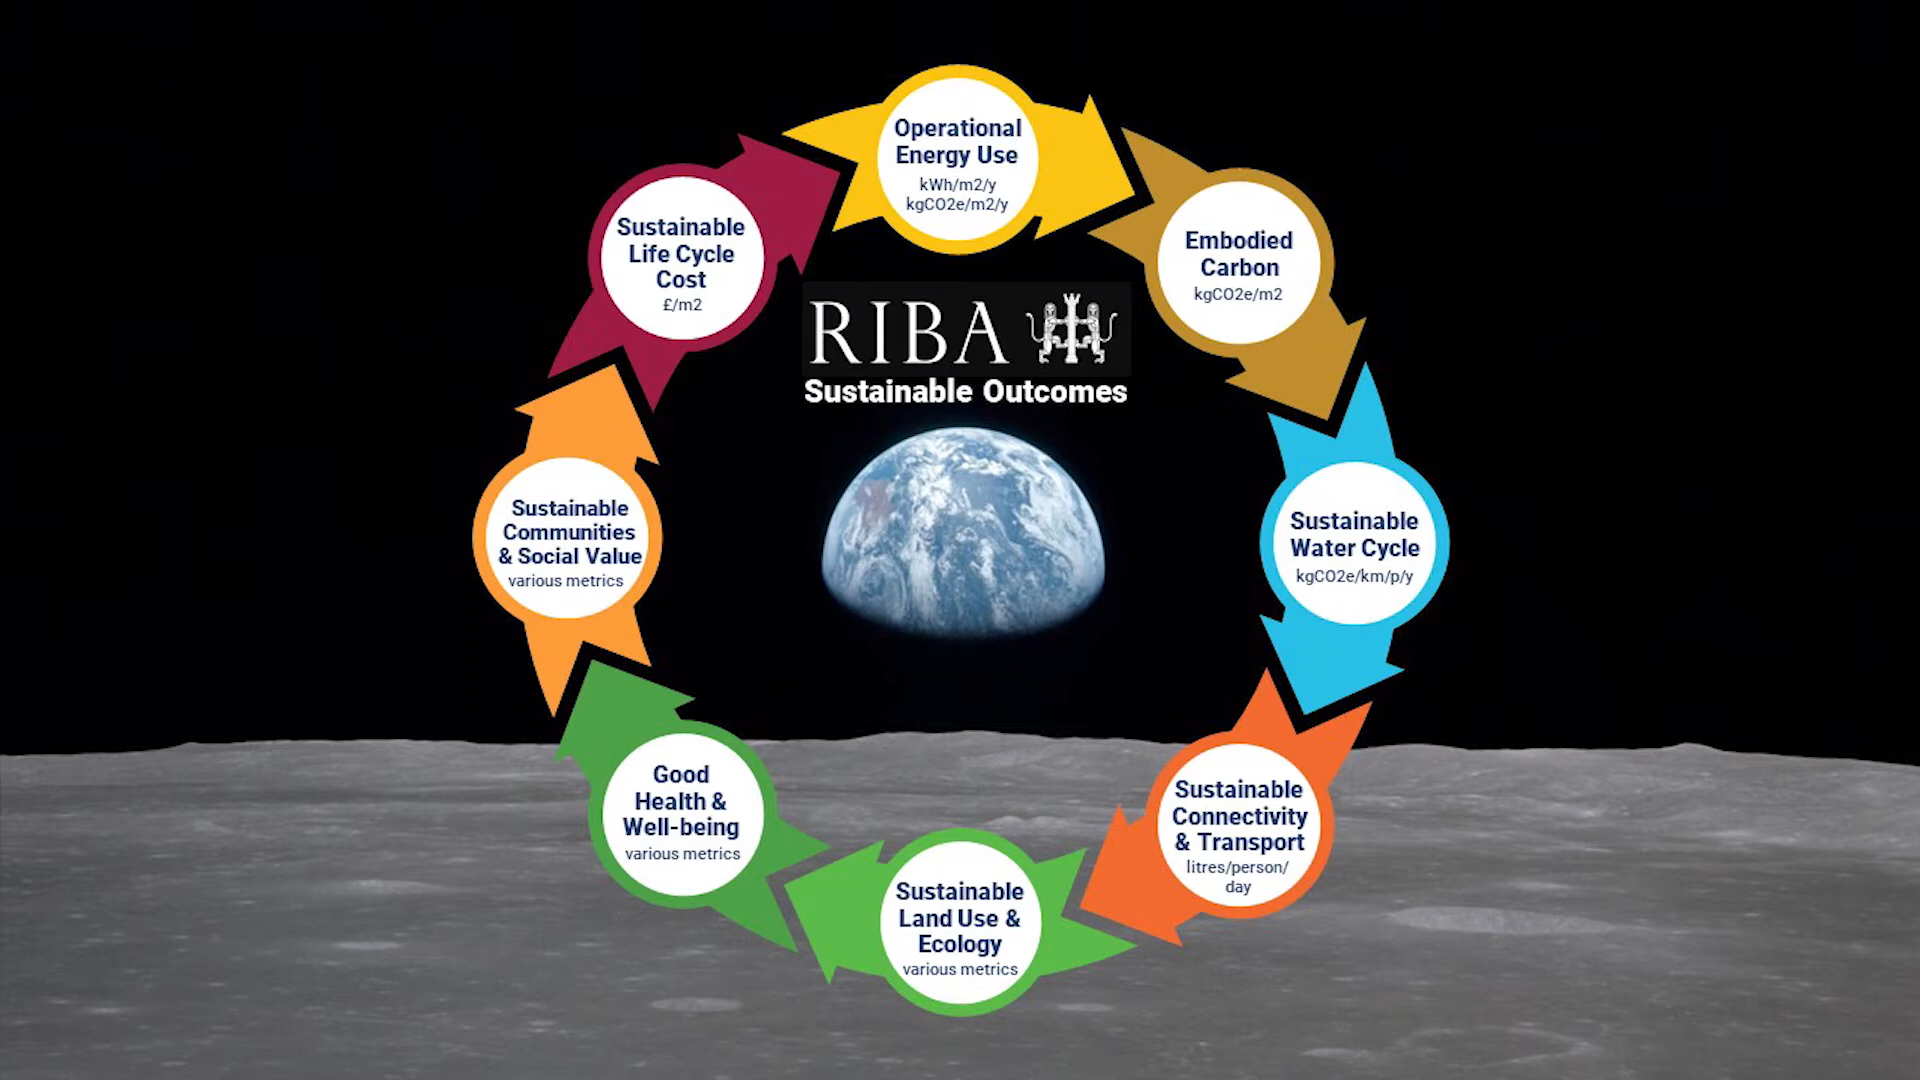 Operational
Energy Use
kWh/m2/y
kgCO2e/m2/y
Embodied
Carbon
kgCO2e/m2
Sustainable
Water Cycle
kgCO2e/km/p/y
Sustainable
Connectivity
& Transport
litres/person/
day
Sustainable
Land Use &
Ecology
various metrics
Good
Health &
Well-being
various metrics
Sustainable
Communities
& Social Value
various metrics
Sustainable
Life Cycle
Cost
£/m2
RIBA
Sustainable Outcomes